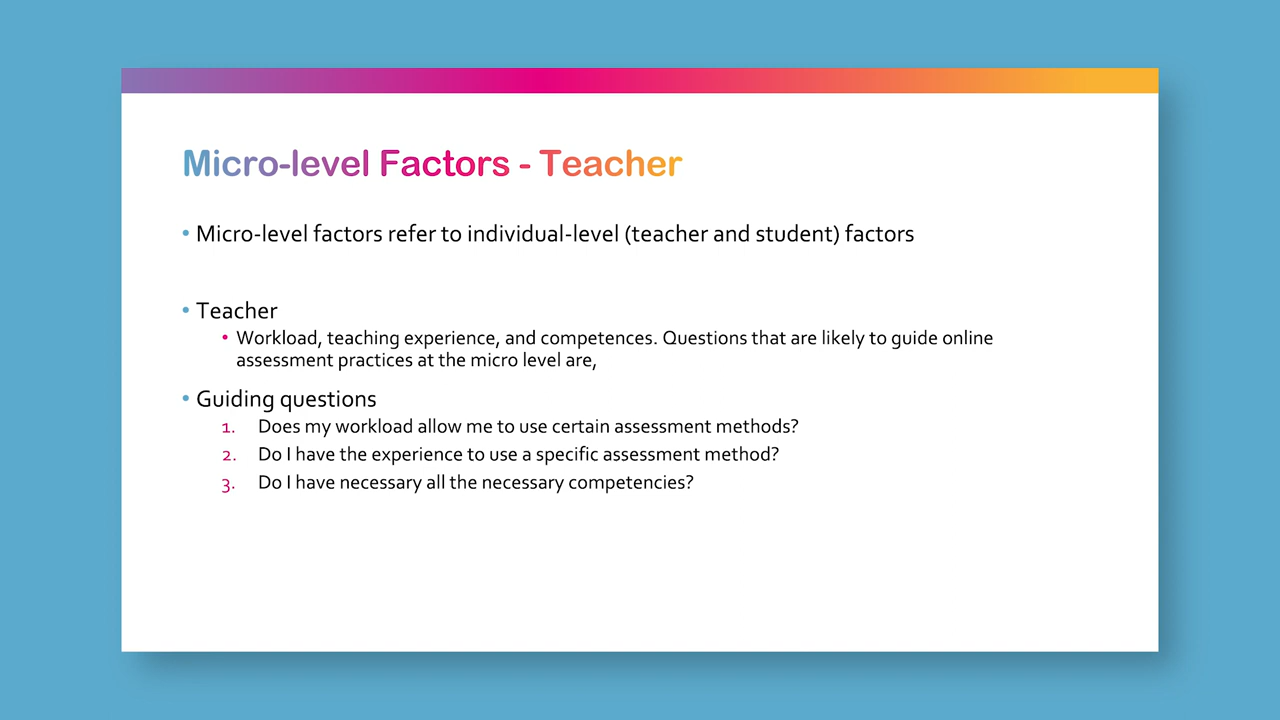 Micro-level Factors - Teacher
• Micro-level factors refer to individual-level (teacher and student) factors
• Teacher
• Workload, teaching experience, and competences. Questions that are likely to guide online
assessment practices at the micro level are,
• Guiding questions
1. Does my workload allow me to use certain assessment methods?
2. Do I have the experience to use a specific assessment method?
3. Do I have necessary all the necessary competencies?